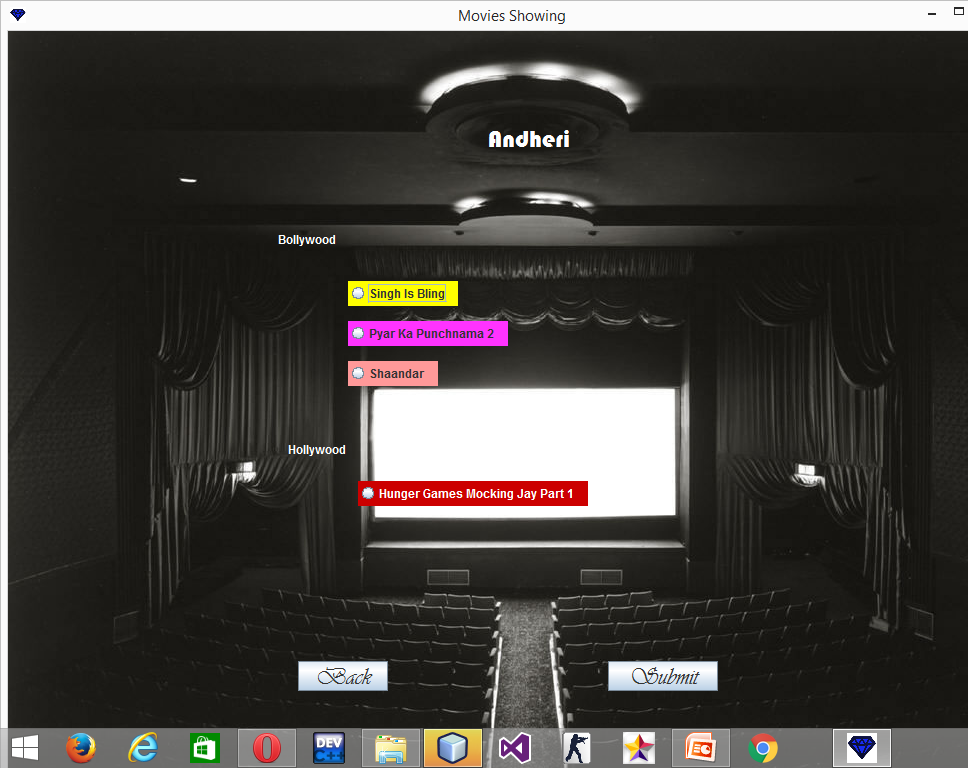 Movies Showing
Andheri
Bollywood
Singh Is Bling
Pyar Ka Punchnama 2
Shaandar
Hollywood
Hunger Games Mocking Jay Part 1
Back
Submit
DEV
C++